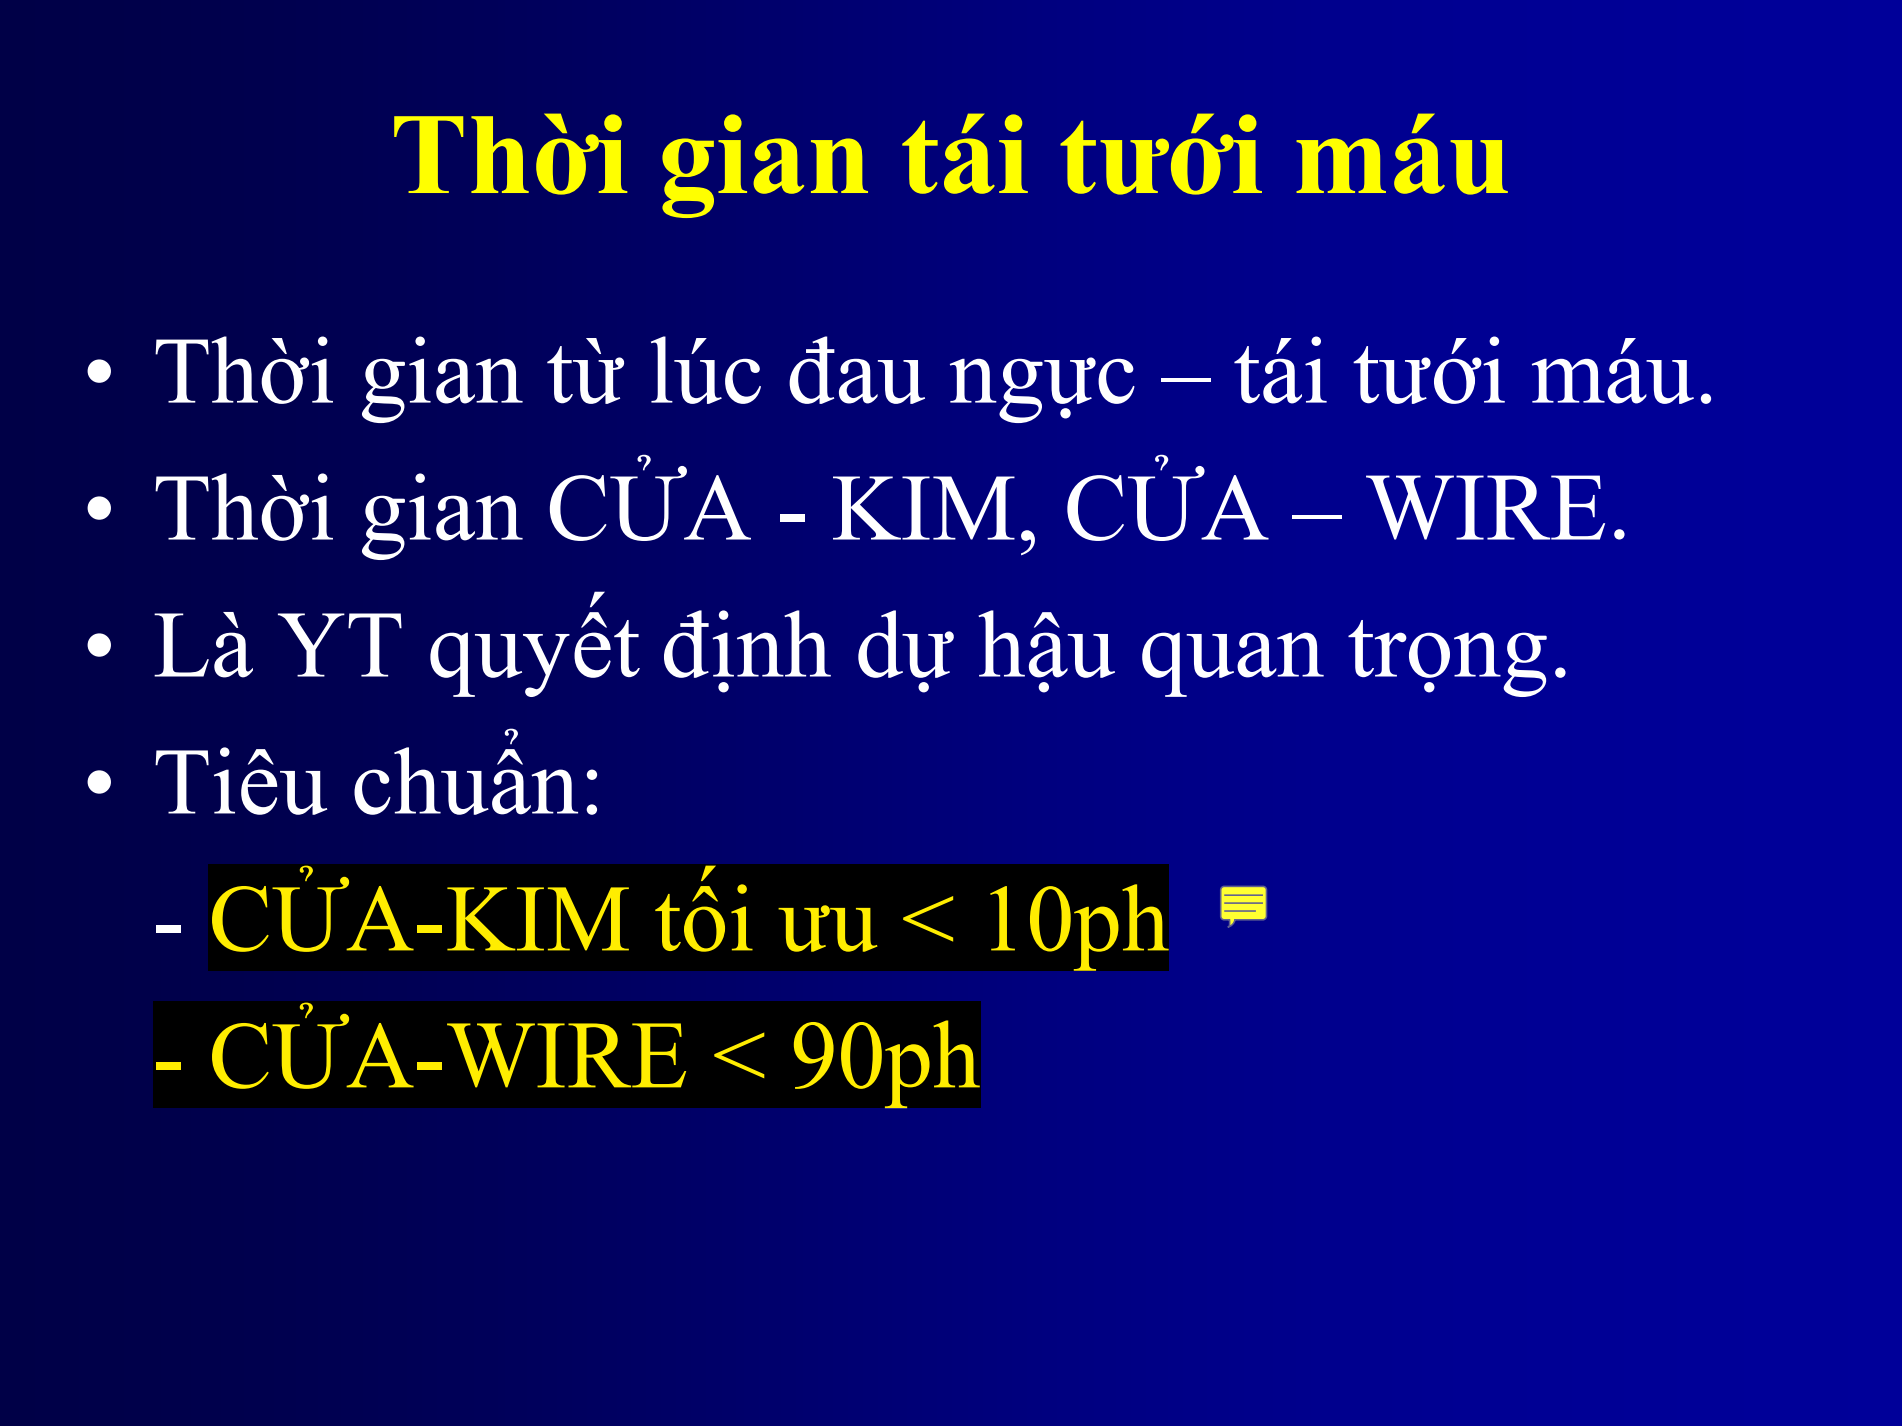 Thời gian tái tưới máu
• Thời gian từ lúc đau ngực – tái tưới máu.
• Thời gian CỬA - KIM, CỬA – WIRE.
• Là YT quyết định dự hậu quan trọng.
• Tiêu chuẩn:
- CỬA-KIM tối ưu < 10ph
- CỬA-WIRE < 90ph